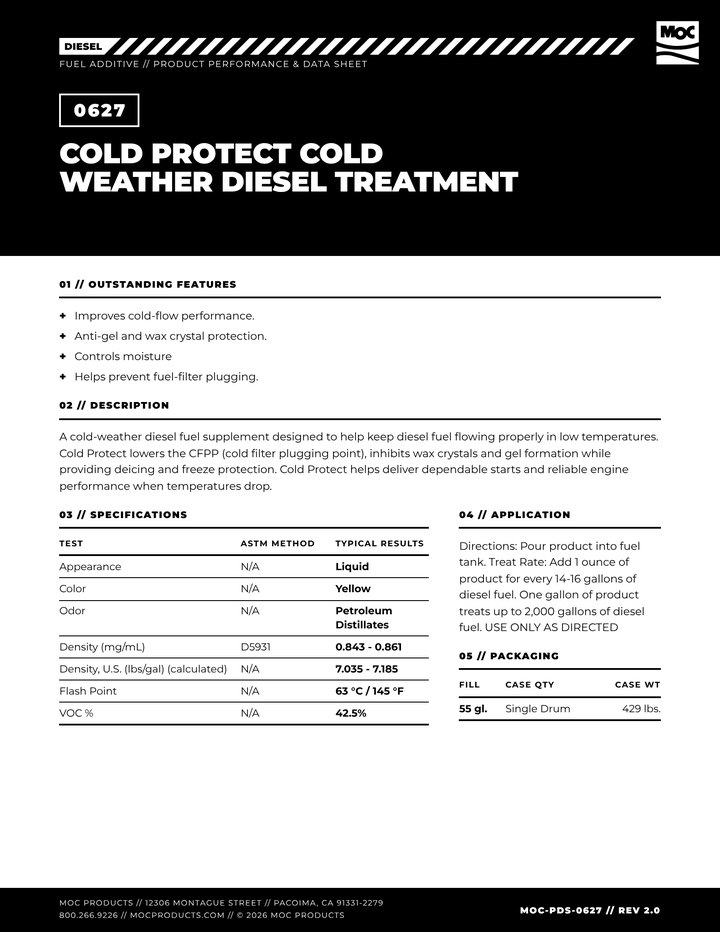 DIESEL
MOC
FUEL ADDITIVE // PRODUCT PERFORMANCE & DATA SHEET
0627
COLD PROTECT COLD
WEATHER DIESEL TREATMENT
01 // OUTSTANDING FEATURES
+ Improves cold-flow performance.
+ Anti-gel and wax crystal protection.
+ Controls moisture
+ Helps prevent fuel-filter plugging.
02 // DESCRIPTION
A cold-weather diesel fuel supplement designed to help keep diesel fuel flowing properly in low temperatures.
Cold Protect lowers the CFPP (cold filter plugging point), inhibits wax crystals and gel formation while
providing deicing and freeze protection. Cold Protect helps deliver dependable starts and reliable engine
performance when temperatures drop.
03 // SPECIFICATIONS
TEST ASTM METHOD TYPICAL RESULTS
Appearance N/A Liquid
Color N/A Yellow
Odor N/A Petroleum
Distillates
Density (mg/mL) D5931 0.843 - 0.861
Density, U.S. (lbs/gal) (calculated) N/A 7.035 - 7.185
Flash Point N/A 63 °C / 145 °F
VOC % N/A 42.5%
04 // APPLICATION
Directions: Pour product into fuel
tank. Treat Rate: Add 1 ounce of
product for every 14-16 gallons of
diesel fuel. One gallon of product
treats up to 2,000 gallons of diesel
fuel. USE ONLY AS DIRECTED
05 // PACKAGING
FILL CASE QTY CASE WT
55 gl. Single Drum 429 lbs.
MOC PRODUCTS // 12306 MONTAGUE STREET // PACOIMA, CA 91331-2279
800.266.9226 // MOCPRODUCTS.COM // © 2026 MOC PRODUCTS
MOC-PDS-0627 // REV 2.0